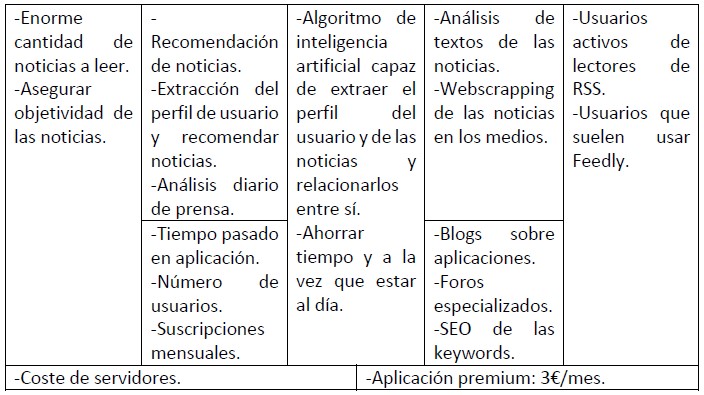 -Enorme
cantidad de
noticias a leer.
-Asegurar
objetividad de
las noticias.
-
Recomendación
de noticias.
-Extracción del
perfil de usuario
y recomendar
noticias.
-Análisis diario
de prensa.
-Tiempo pasado
en aplicación.
-Número de
usuarios.
-Suscripciones
mensuales.
-Algoritmo de
inteligencia
artificial capaz
de extraer el
perfil del
usuario y de las
noticias y
relacionarlos
entre sí.
-Ahorrar
tiempo y a la
vez que estar
al día.
-Análisis de
textos de las
noticias.
-Webscrapping
de las noticias
en los medios.
-Blogs sobre
aplicaciones.
-Foros
especializados.
-SEO de las
keywords.
-Usuarios
activos de
lectores de
RSS.
-Usuarios que
suelen usar
Feedly.
-Coste de servidores.
-Aplicación premium: 3€/mes.